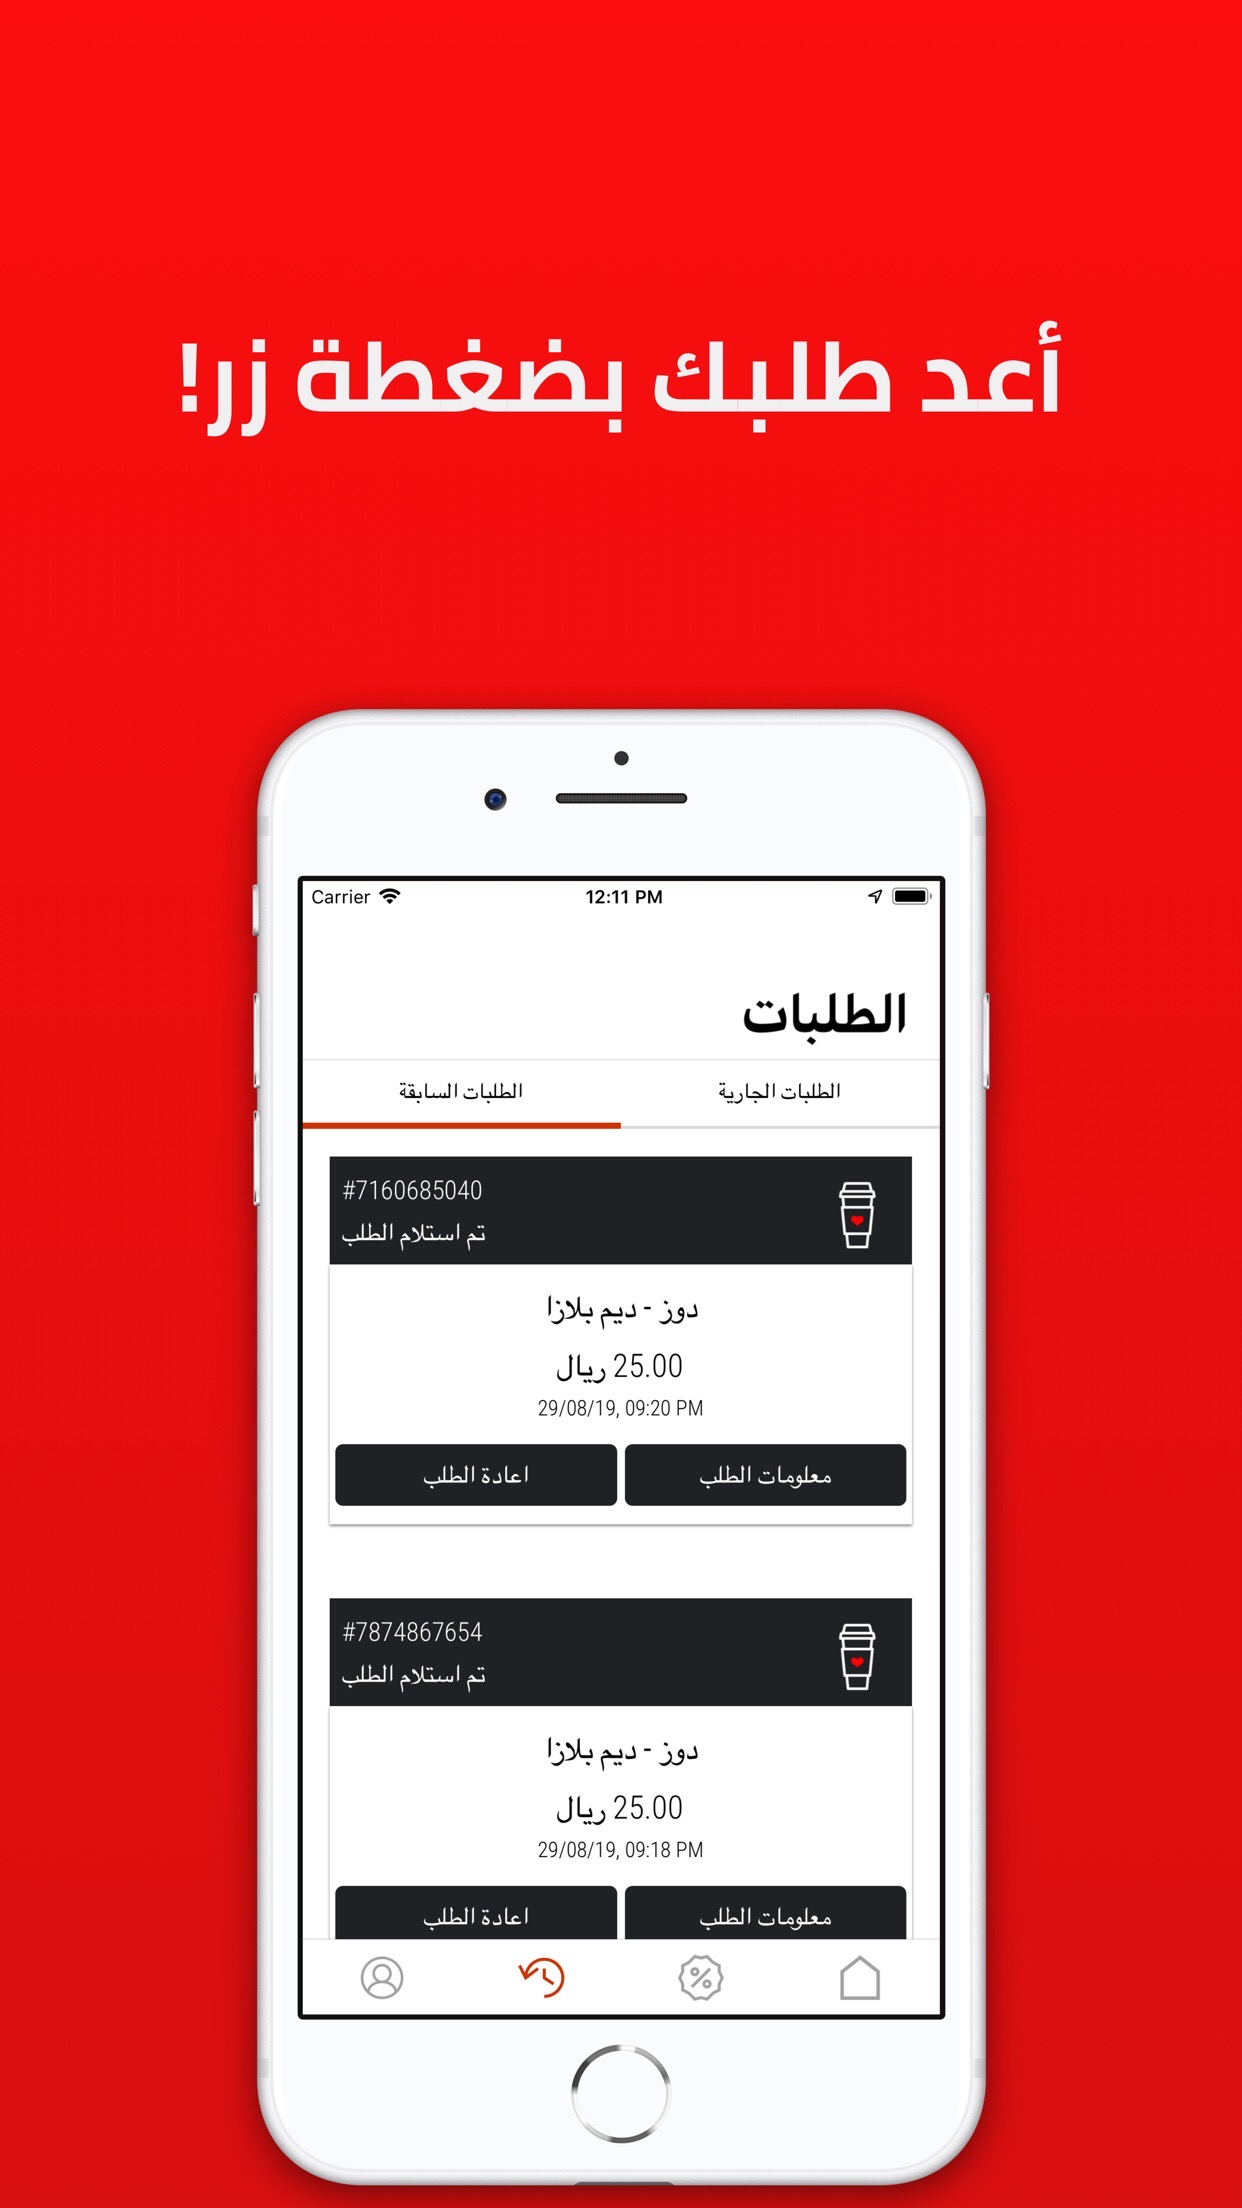 أعد طلبك بضغطة زر!
Carrier 12:11 PM
الطلبات
الطلبات الجارية الطلبات السابقة
#7160685040
تم استلام الطلب
دوز - ديم بلازا
25.00 ريال
29/08/19, 09:20 PM
معلومات الطلب اعادة الطلب
#7874867654
تم استلام الطلب
دوز - ديم بلازا
25.00 ريال
29/08/19, 09:18 PM
معلومات الطلب اعادة الطلب